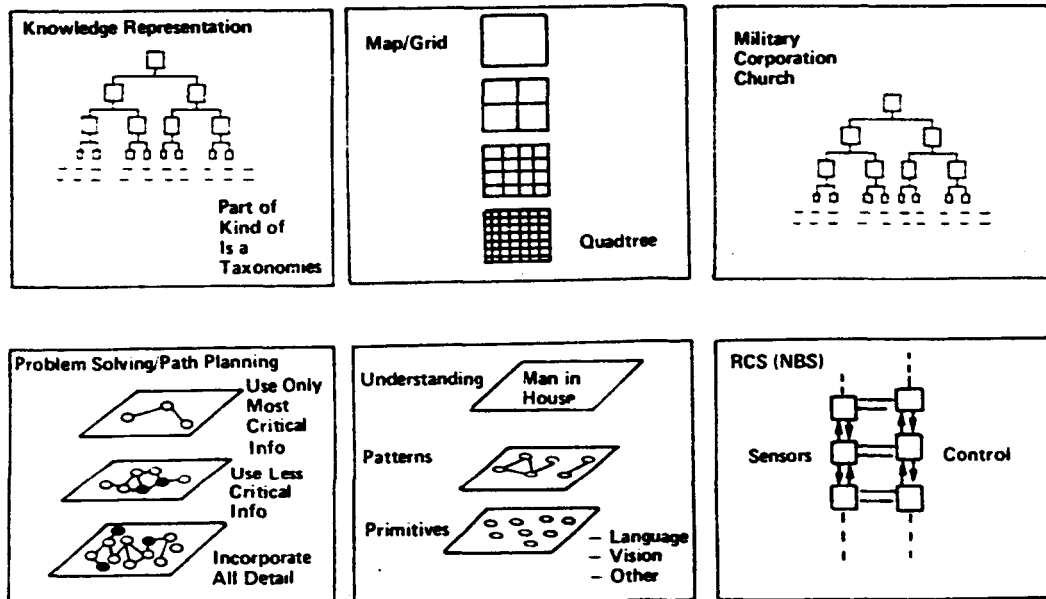 Knowledge Representation
Part of
Kind of
Is a
Taxonomies
Map/Grid
Quadtree
Military
Corporation
Church
Problem Solving/Path Planning
Use Only
Most
Critical
Info
Use Less
Critical
Info
Incorporate
All Detail
Understanding
Man in
House
Patterns
Primitives
– Language
– Vision
– Other
RCS (NBS)
Sensors
Control